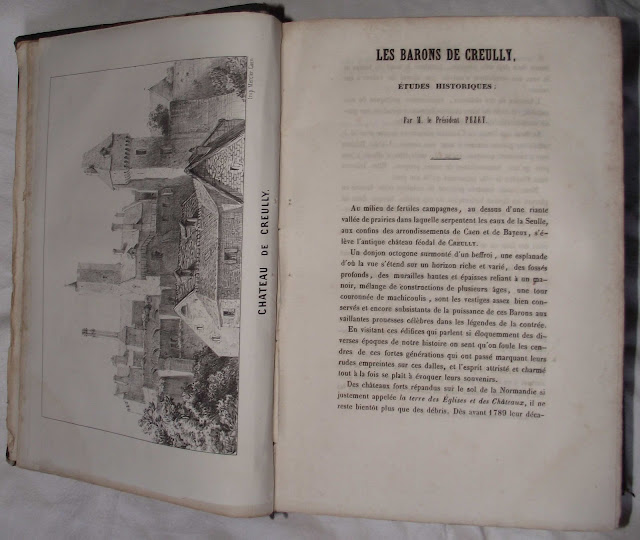 CHATEAU DE CREULLY.
LES BARONS DE CREULLY,
ÉTUDES HISTORIQUES;
Par M. le Président PEZET.
Au milieu de fertiles campagnes, au dessus d'une riante
vallée de prairies dans laquelle serpentent les eaux de la Seulle,
aux confins des arrondissements de Caen et de Bayeux, s'é-
lève l'antique château féodal de CREULLY.
Un donjon octogone surmonté d'un beffroi, une esplanade
d'où la vue s'étend sur un horizon riche et varié, des fossés
profonds, des murailles hautes et épaisses reliant à un ma-
noir, mélange de constructions de plusieurs âges, une tour
couronnée de machicoulis, sont les vestiges assez bien con-
servés et encore subsistants de la puissance de ces Barons aux
vaillantes prouesses célèbres dans les légendes de la contrée.
En visitant ces édifices qui parlent si éloquemment des di-
verses époques de notre histoire on sent qu'on foule les cen-
dres de ces fortes générations qui ont passé marquant leurs
rudes empreintes sur ces dalles, et l'esprit attristé et charmé
tout à la fois se plaît à évoquer leurs souvenirs.
Des châteaux forts répandus sur le sol de la Normandie si
justement appelée la terre des Églises et des Châteaux, il ne
reste bientôt plus que des débris. Dès avant 1789 leur déca-